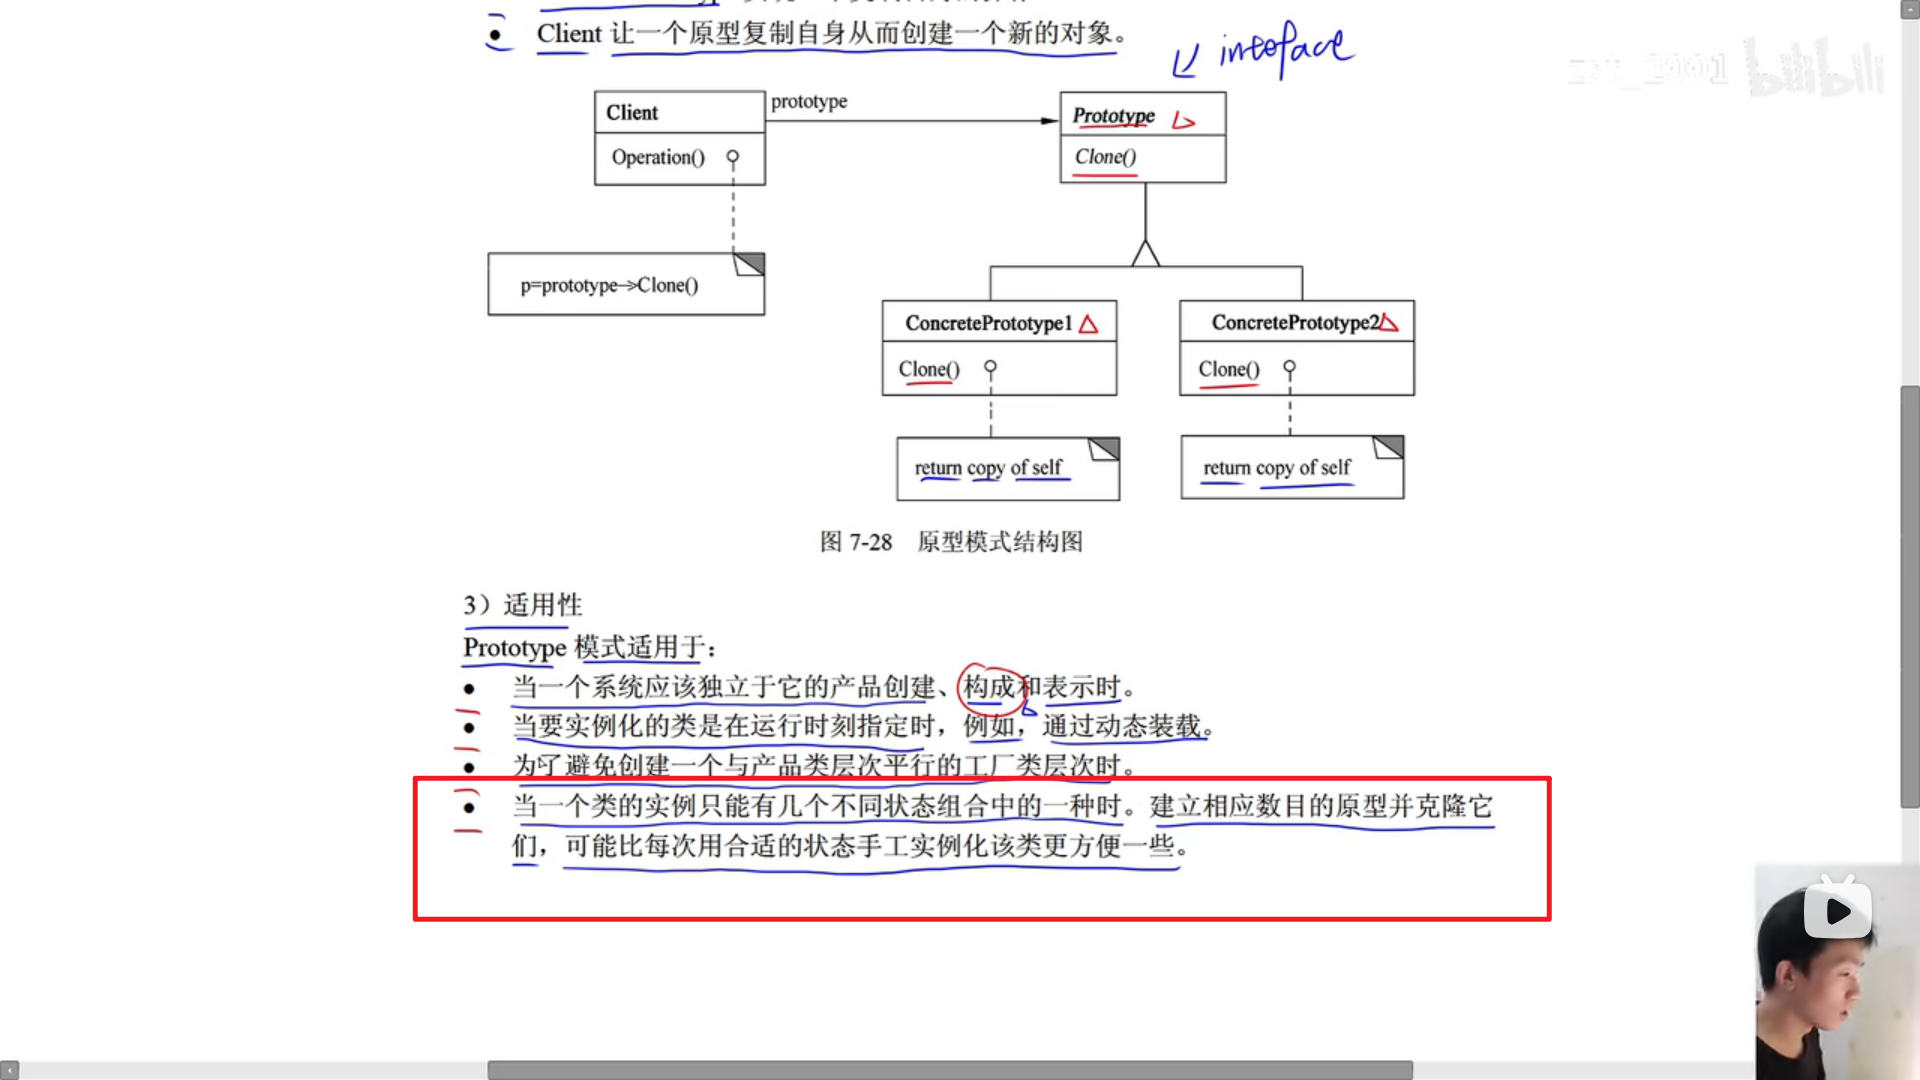 Client 让一个原型复制自身从而创建一个新的对象。
inteoface
bilibili
Client
prototype
Prototype
Operation()
Clone()
p=prototype->Clone()
ConcretePrototype1
ConcretePrototype2
Clone()
Clone()
return copy of self
return copy of self
图 7-28 原型模式结构图
3）适用性
Prototype 模式适用于：
当一个系统应该独立于它的产品创建、构成和表示时。
当要实例化的类是在运行时刻指定时，例如，通过动态装载。
为了避免创建一个与产品类层次平行的工厂类层次时。
当一个类的实例只能有几个不同状态组合中的一种时。建立相应数目的原型并克隆它
们，可能比每次用合适的状态手工实例化该类更方便一些。